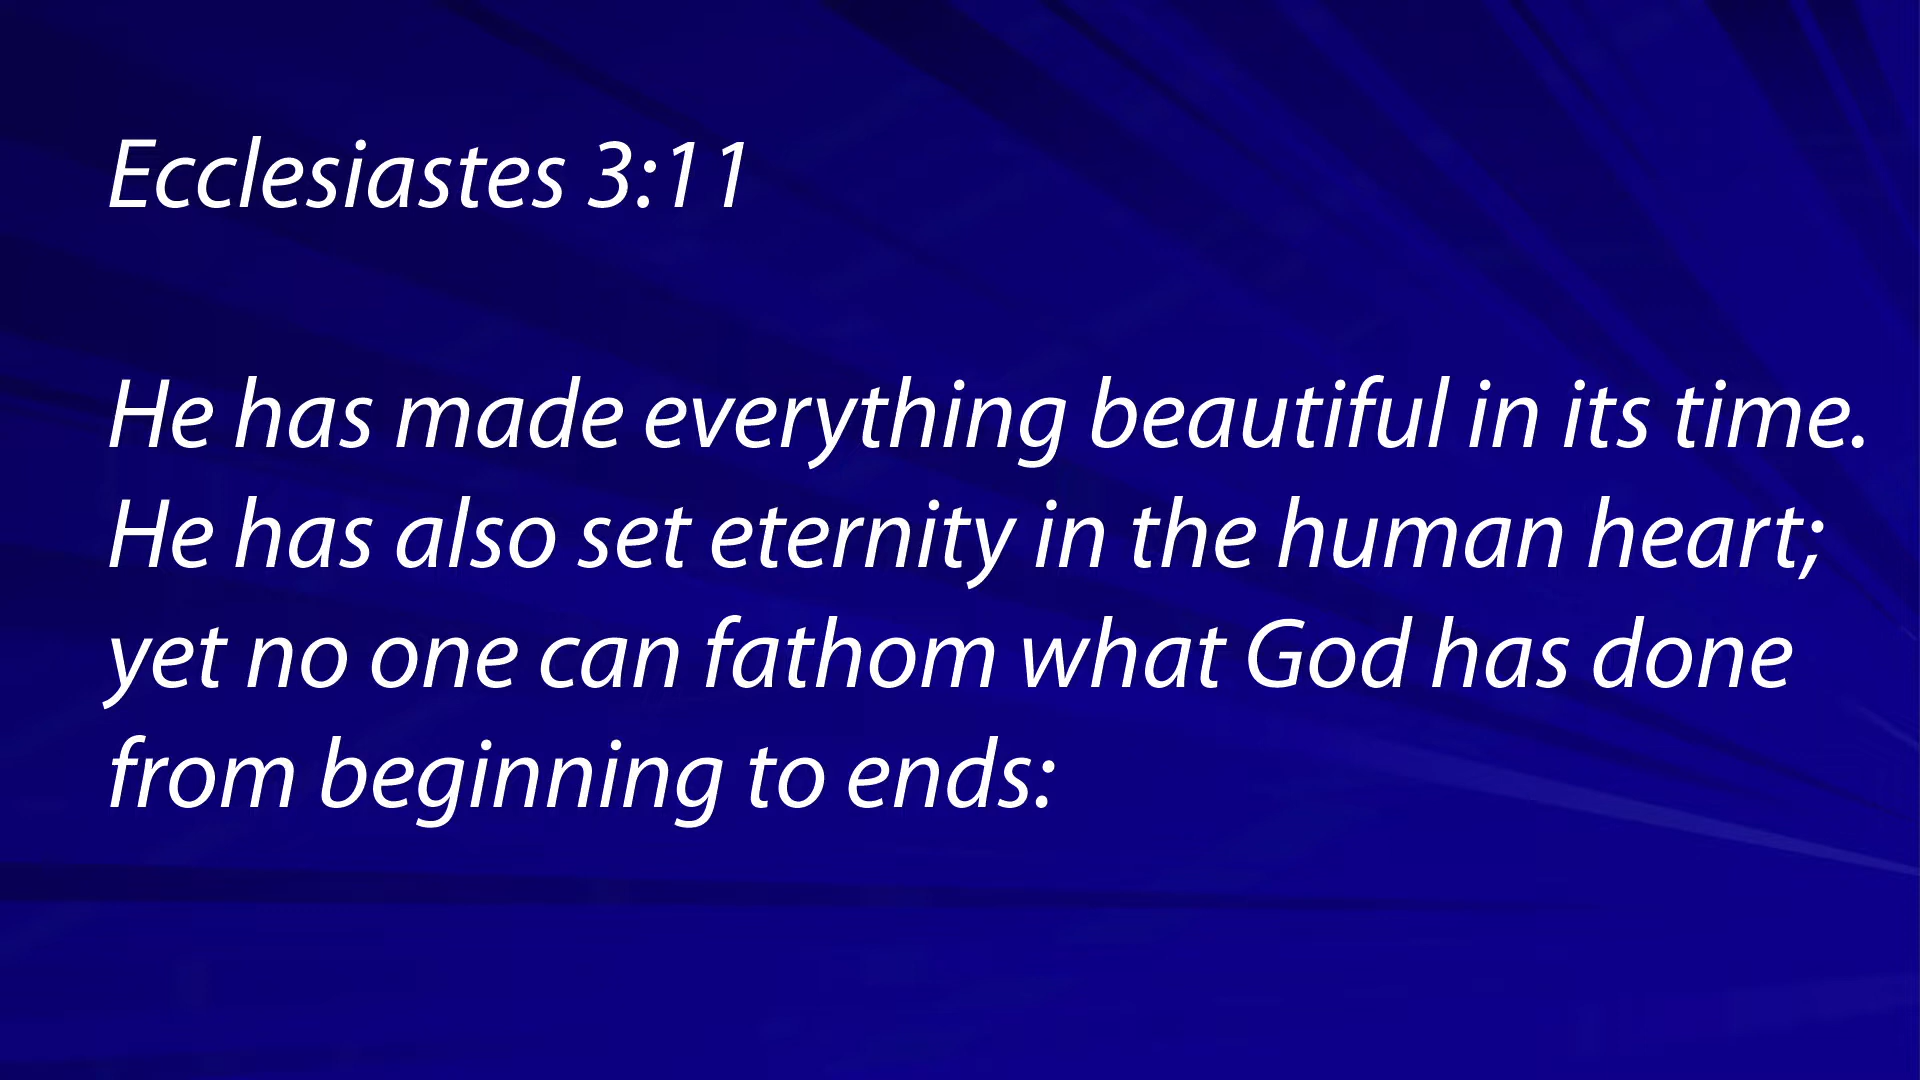 Ecclesiastes 3:11
He has made everything beautiful in its time.
He has also set eternity in the human heart;
yet no one can fathom what God has done
from beginning to ends: